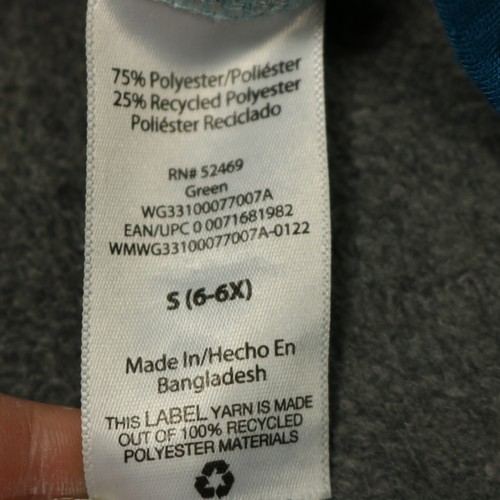 75% Polyester/Poliéster
25% Recycled Polyester
Poliéster Reciclado
RN# 52469
Green
WG33100077007A
EAN/UPC 0 0071681982
WMWG33100077007A-0122
S (6-6X)
Made In/Hecho En
Bangladesh
THIS LABEL YARN IS MADE
OUT OF 100% RECYCLED
POLYESTER MATERIALS